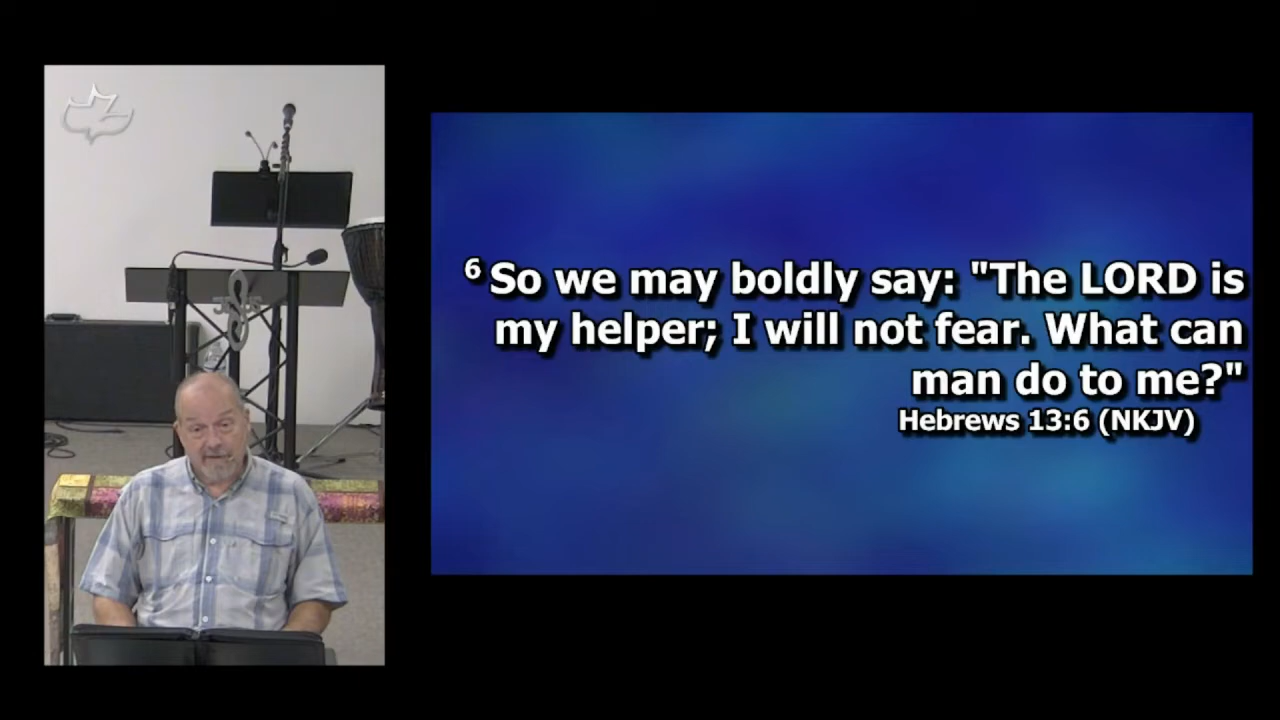 6 So we may boldly say: "The LORD is
my helper; I will not fear. What can
man do to me?"
Hebrews 13:6 (NKJV)